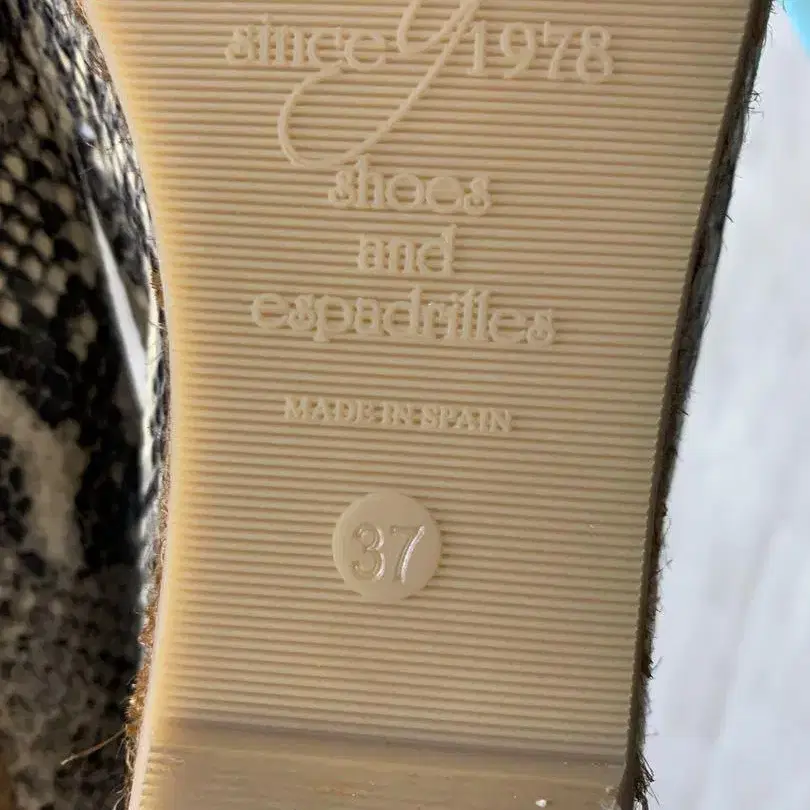 since 1978
shoes
and
espadrilles
MADE IN SPAIN
37